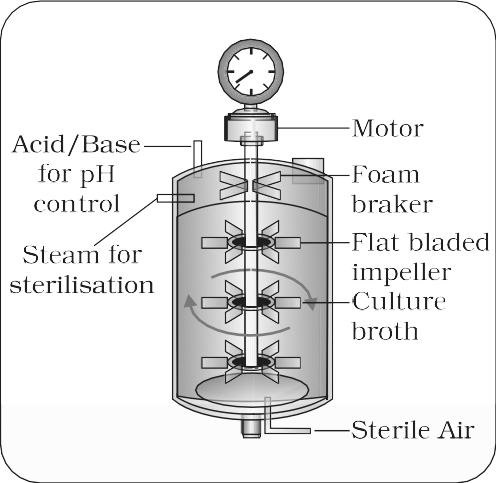 Motor
Acid/Base
for pH
control
Foam
braker
Steam for
sterilisation
Flat bladed
impeller
Culture
broth
Sterile Air